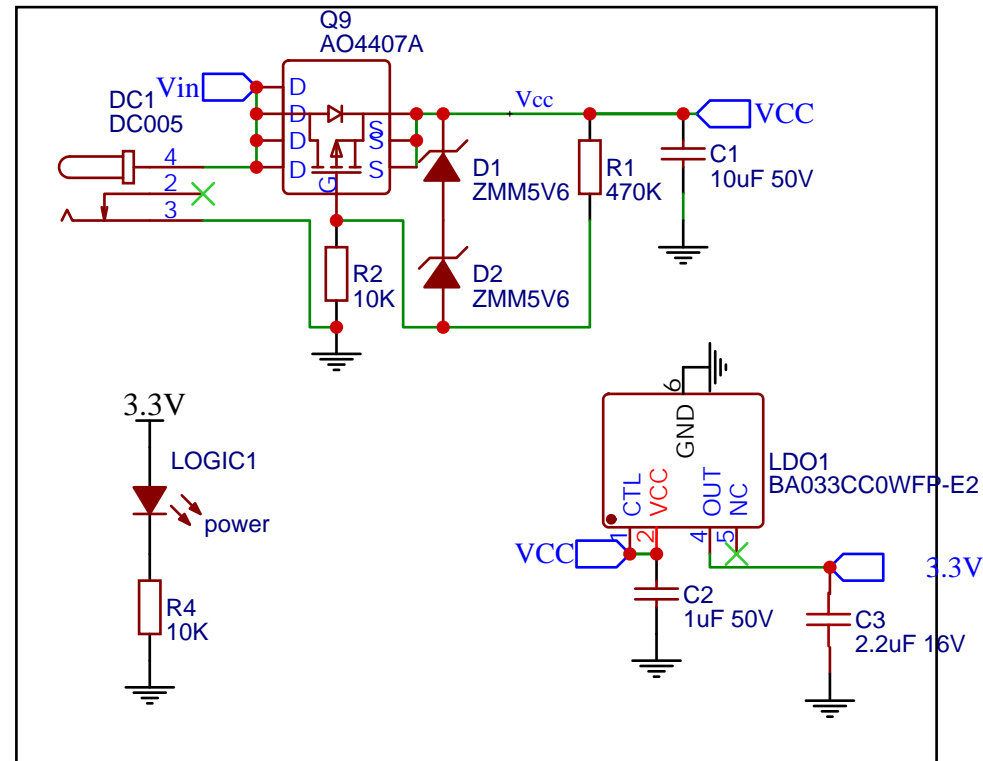 Q9
AO4407A
Vin
D
D
D
D
S
S
S
G
DC1
DC005
4
2
3
Vcc
VCC
D1
ZMM5V6
R1
470K
C1
10uF 50V
R2
10K
D2
ZMM5V6
3.3V
LOGIC1
power
R4
10K
6
GND
LDO1
BA033CC0WFP-E2
CTL
VCC
OUT
NC
1
2
4
5
VCC
3.3V
C2
1uF 50V
C3
2.2uF 16V